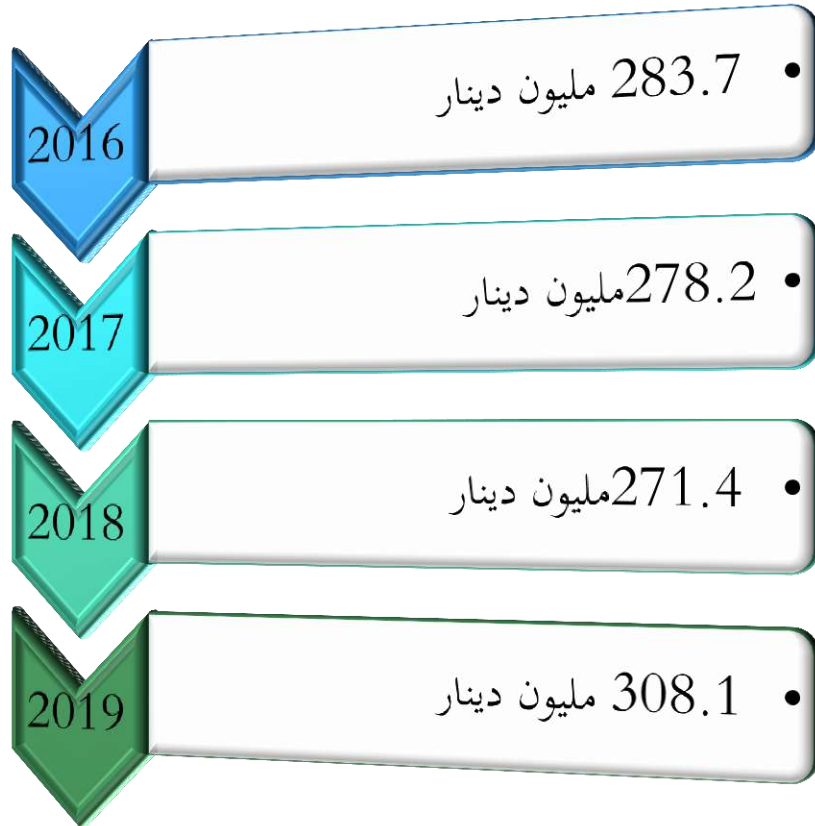 2016
• 283.7 مليون دينار
2017
• 278.2مليون دينار
2018
• 271.4مليون دينار
2019
• 308.1 مليون دينار